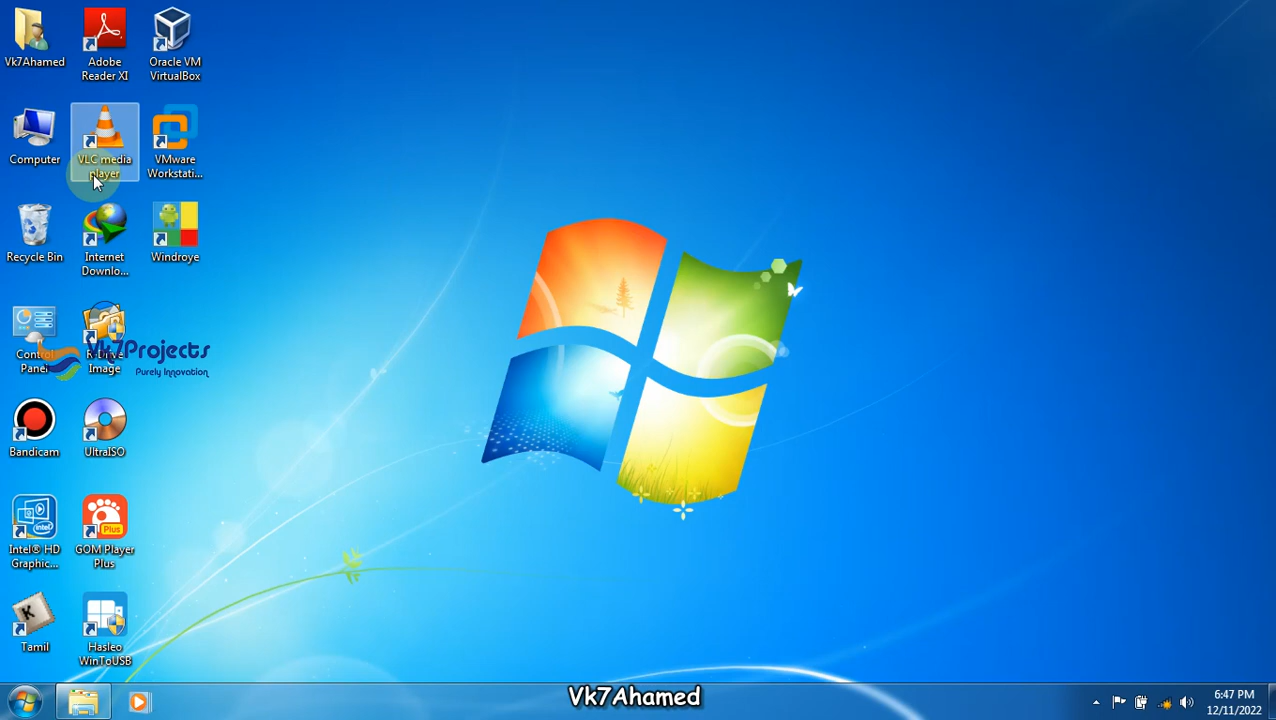 Vk7Ahamed
Adobe
Reader XI
Oracle VM
VirtualBox
Computer
VLC media
player
VMware
Workstati...
Recycle Bin
Internet
Downlo...
Windroye
Control
Panel
R-Drive
Image
Vk7Projects
Purely Innovation
Bandicam
UltraISO
Intel® HD
Graphic...
GOM Player
Plus
Plus
intel
K
Tamil
Hasleo
WinToUSB
Vk7Ahamed
6:47 PM
12/11/2022